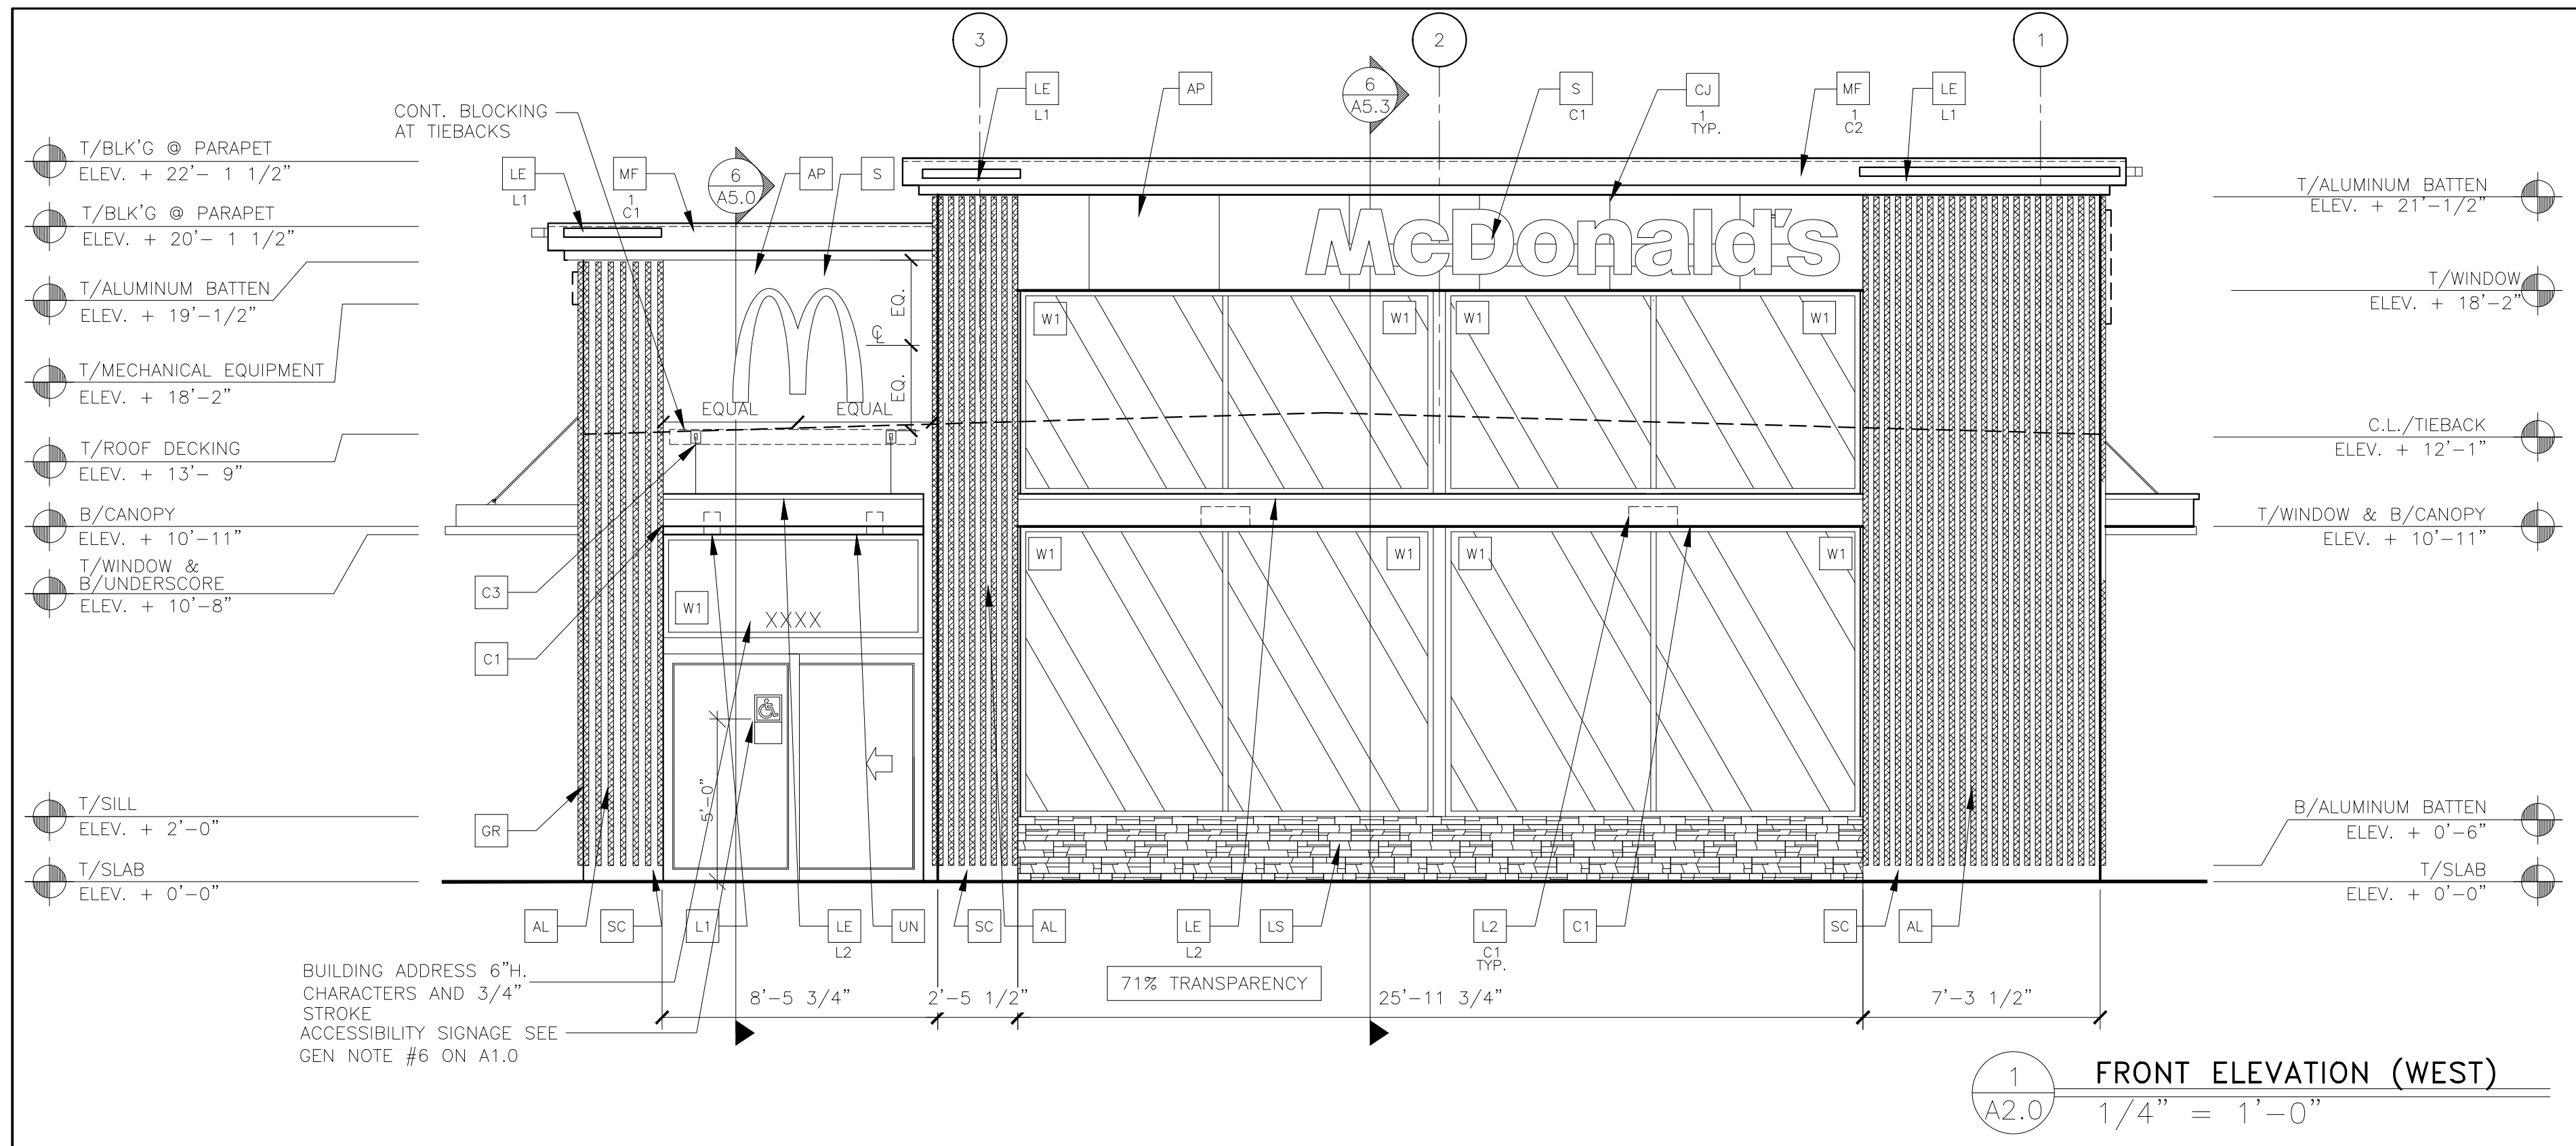 3
2
1
LE
L1
AP
6
A5.3
S
C1
CJ
1
TYP.
MF
1
C2
LE
L1
CONT. BLOCKING
AT TIEBACKS
LE
L1
MF
1
C1
6
A5.0
AP
S
T/BLK'G @ PARAPET
ELEV. + 22'- 1 1/2"
T/BLK'G @ PARAPET
ELEV. + 20'- 1 1/2"
T/ALUMINUM BATTEN
ELEV. + 19'-1/2"
T/MECHANICAL EQUIPMENT
ELEV. + 18'-2"
T/ROOF DECKING
ELEV. + 13'- 9"
B/CANOPY
ELEV. + 10'-11"
T/WINDOW &
B/UNDERSCORE
ELEV. + 10'-8"
T/SILL
ELEV. + 2'-0"
T/SLAB
ELEV. + 0'-0"
McDonald's
EQ.
℄
EQ.
EQUAL
EQUAL
W1
W1
W1
W1
W1
W1
W1
W1
W1
XXXX
C3
C1
GR
5'-0"
T/ALUMINUM BATTEN
ELEV. + 21'-1/2"
T/WINDOW
ELEV. + 18'-2"
C.L./TIEBACK
ELEV. + 12'-1"
T/WINDOW & B/CANOPY
ELEV. + 10'-11"
B/ALUMINUM BATTEN
ELEV. + 0'-6"
T/SLAB
ELEV. + 0'-0"
AL
SC
L1
LE
L2
UN
SC
AL
LE
L2
LS
L2
C1
TYP.
C1
SC
AL
BUILDING ADDRESS 6"H.
CHARACTERS AND 3/4"
STROKE
ACCESSIBILITY SIGNAGE SEE
GEN NOTE #6 ON A1.0
71% TRANSPARENCY
8'-5 3/4"
2'-5 1/2"
25'-11 3/4"
7'-3 1/2"
1
A2.0
FRONT ELEVATION (WEST)
1/4" = 1'-0"